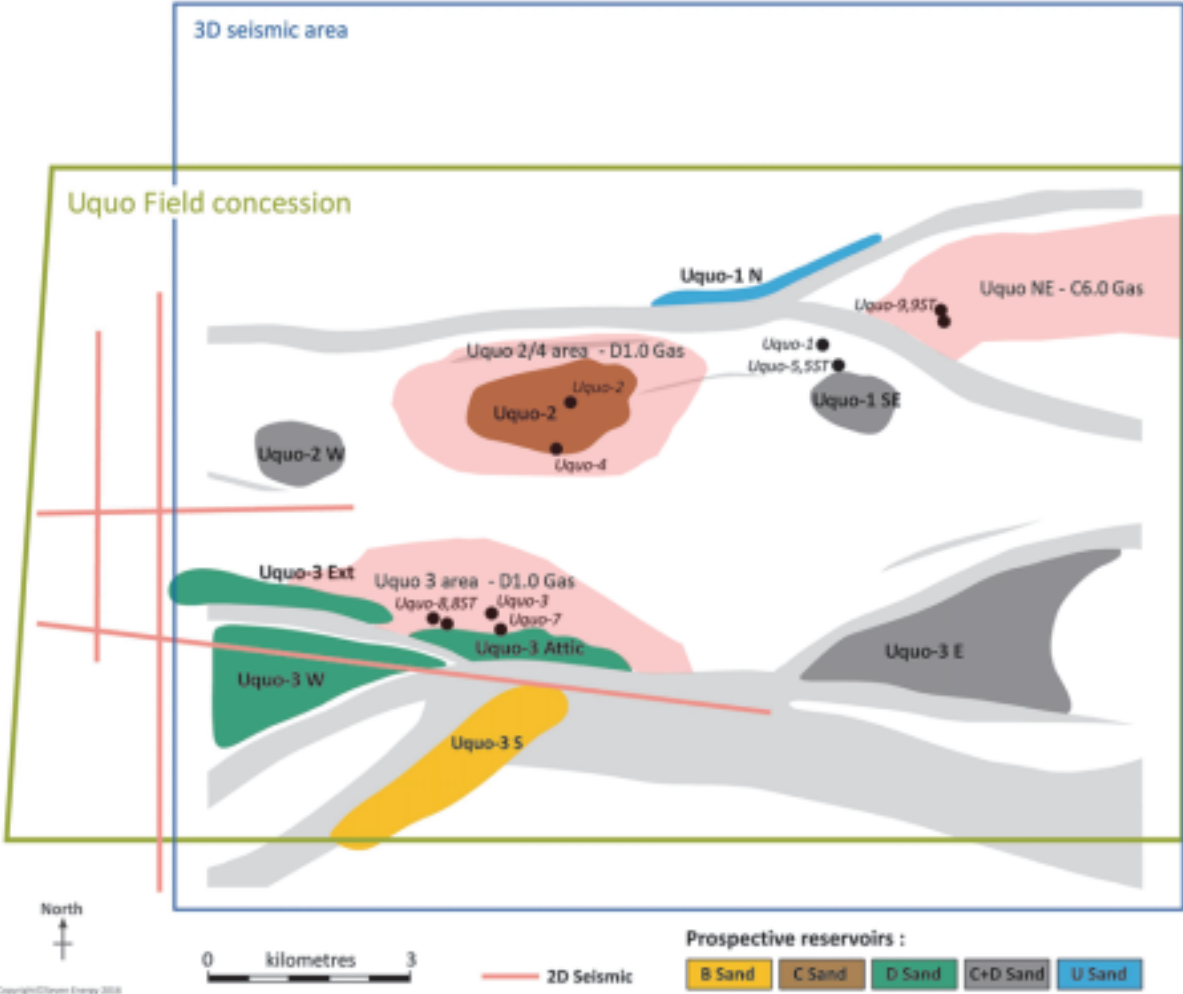 3D seismic area
Uquo Field concession
Uquo-1 N
Uquo NE - C6.0 Gas
Uquo-9,9ST
Uquo-1
Uquo 2/4 area - D1.0 Gas
Uquo-5,5ST
Uquo-2
Uquo-1 SE
Uquo-2
Uquo-2 W
Uquo-4
Uquo-3 Ext
Uquo 3 area - D1.0 Gas
Uquo-8,8ST
Uquo-3
Uquo-7
Uquo-3 Attic
Uquo-3 E
Uquo-3 W
Uquo-3 S
North
0 kilometres 3
2D Seismic
Prospective reservoirs :
B Sand
C Sand
D Sand
C+D Sand
U Sand
Copyright©Seven Energy 2016